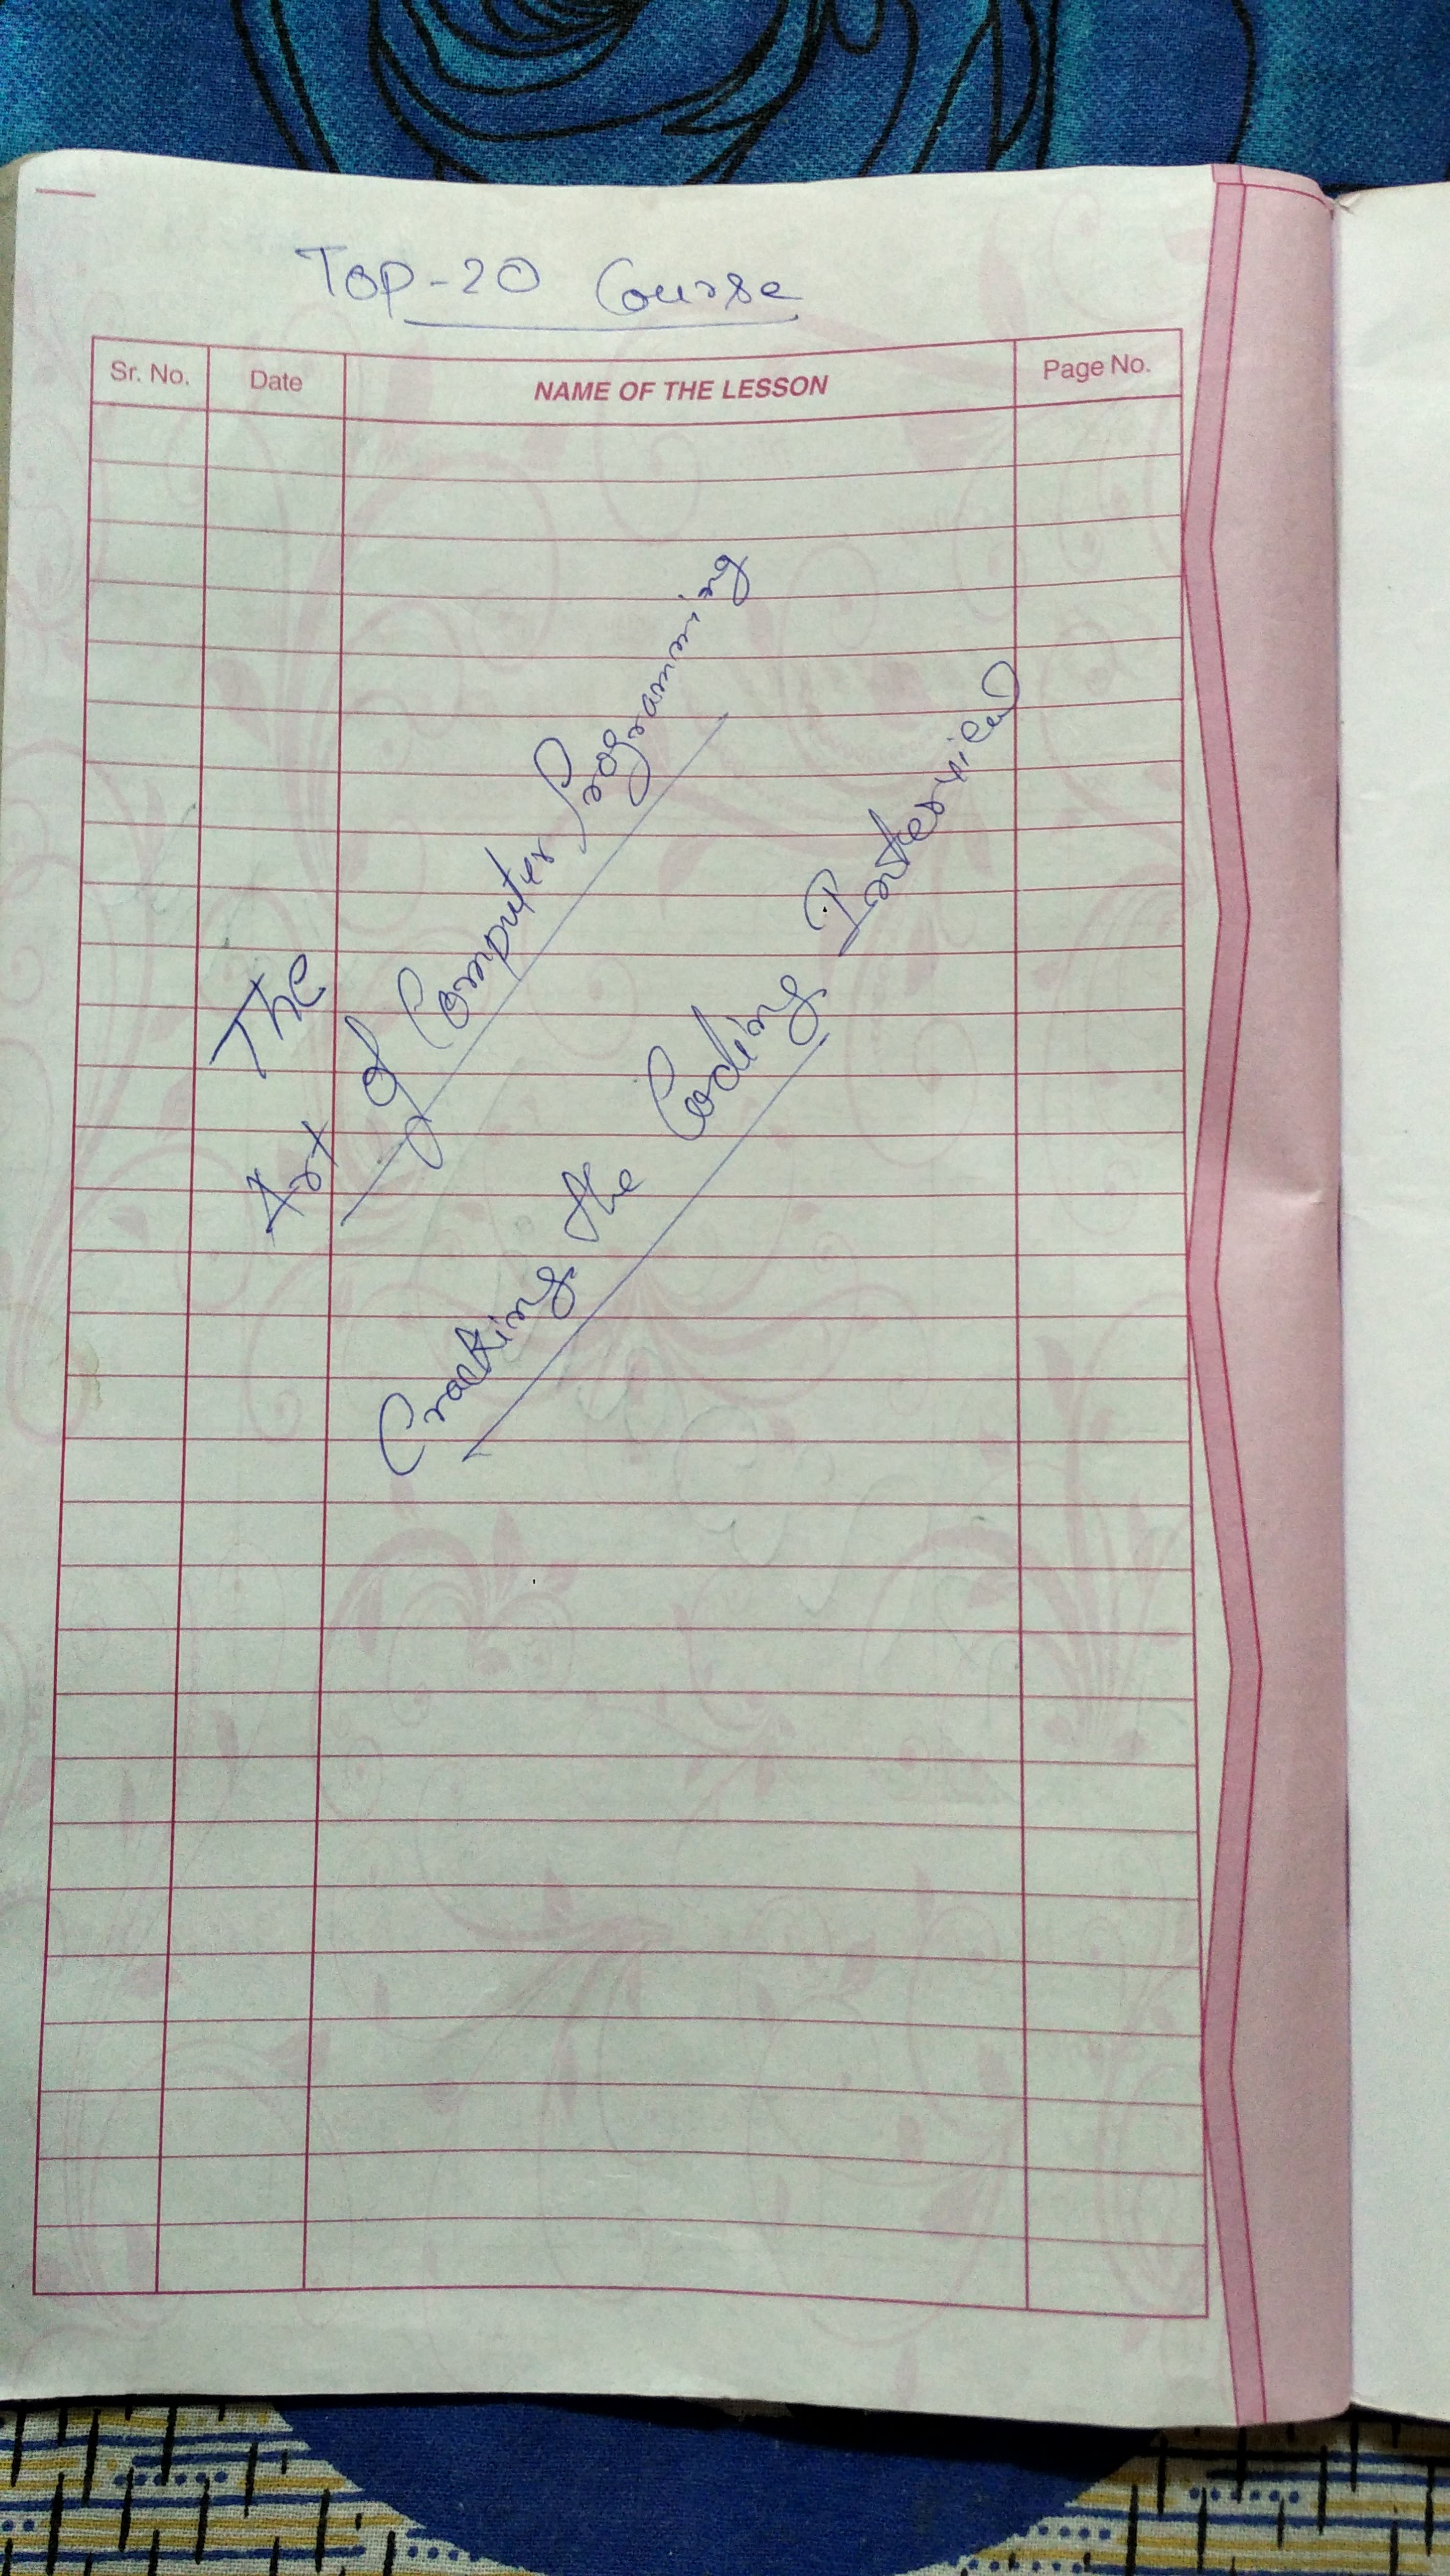 Top-20 Course
Sr. No. Date NAME OF THE LESSON Page No.
The
Art of Computer Programming
Cracking the Coding Interview